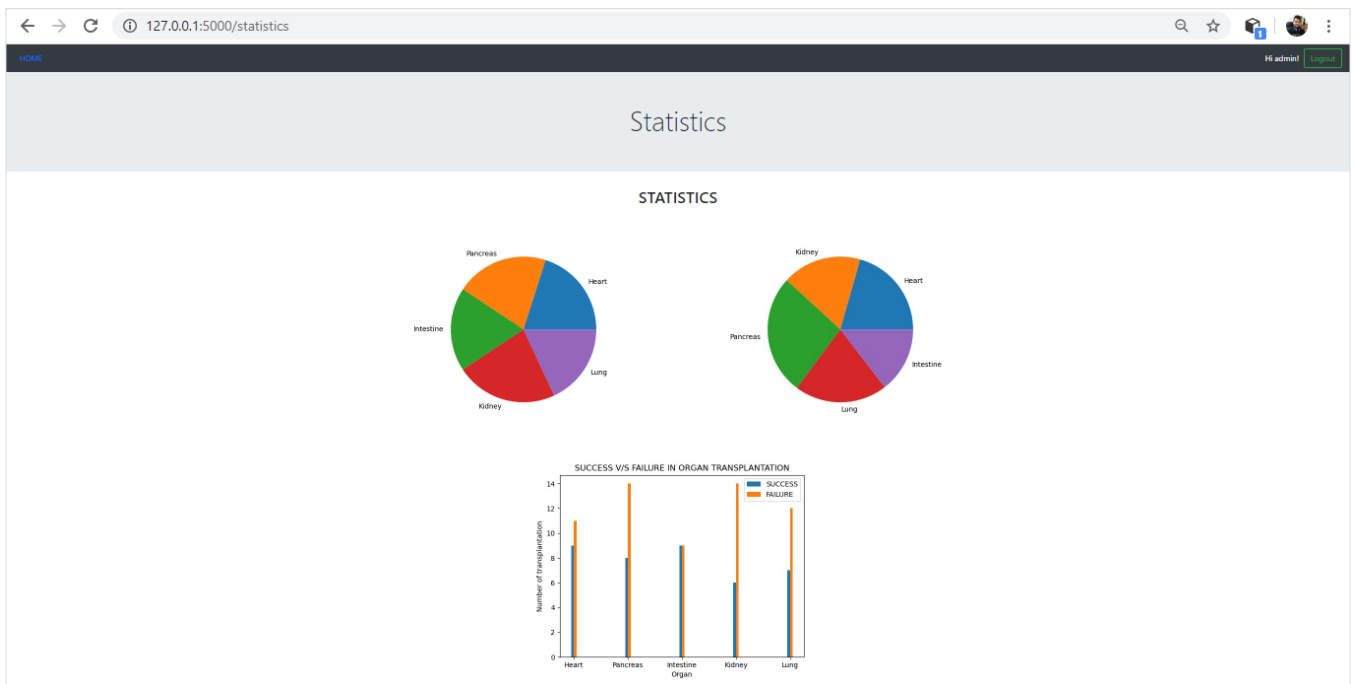 127.0.0.1:5000/statistics
1
HOME Hi admin! Logout
Statistics
STATISTICS
Pancreas
Heart
Intestine
Lung
Kidney
Kidney
Heart
Pancreas
Intestine
Lung
SUCCESS V/S FAILURE IN ORGAN TRANSPLANTATION
SUCCESS
FAILURE
Number of transplantation
14
12
10
8
6
4
2
0
Heart Pancreas Intestine Kidney Lung
Organ